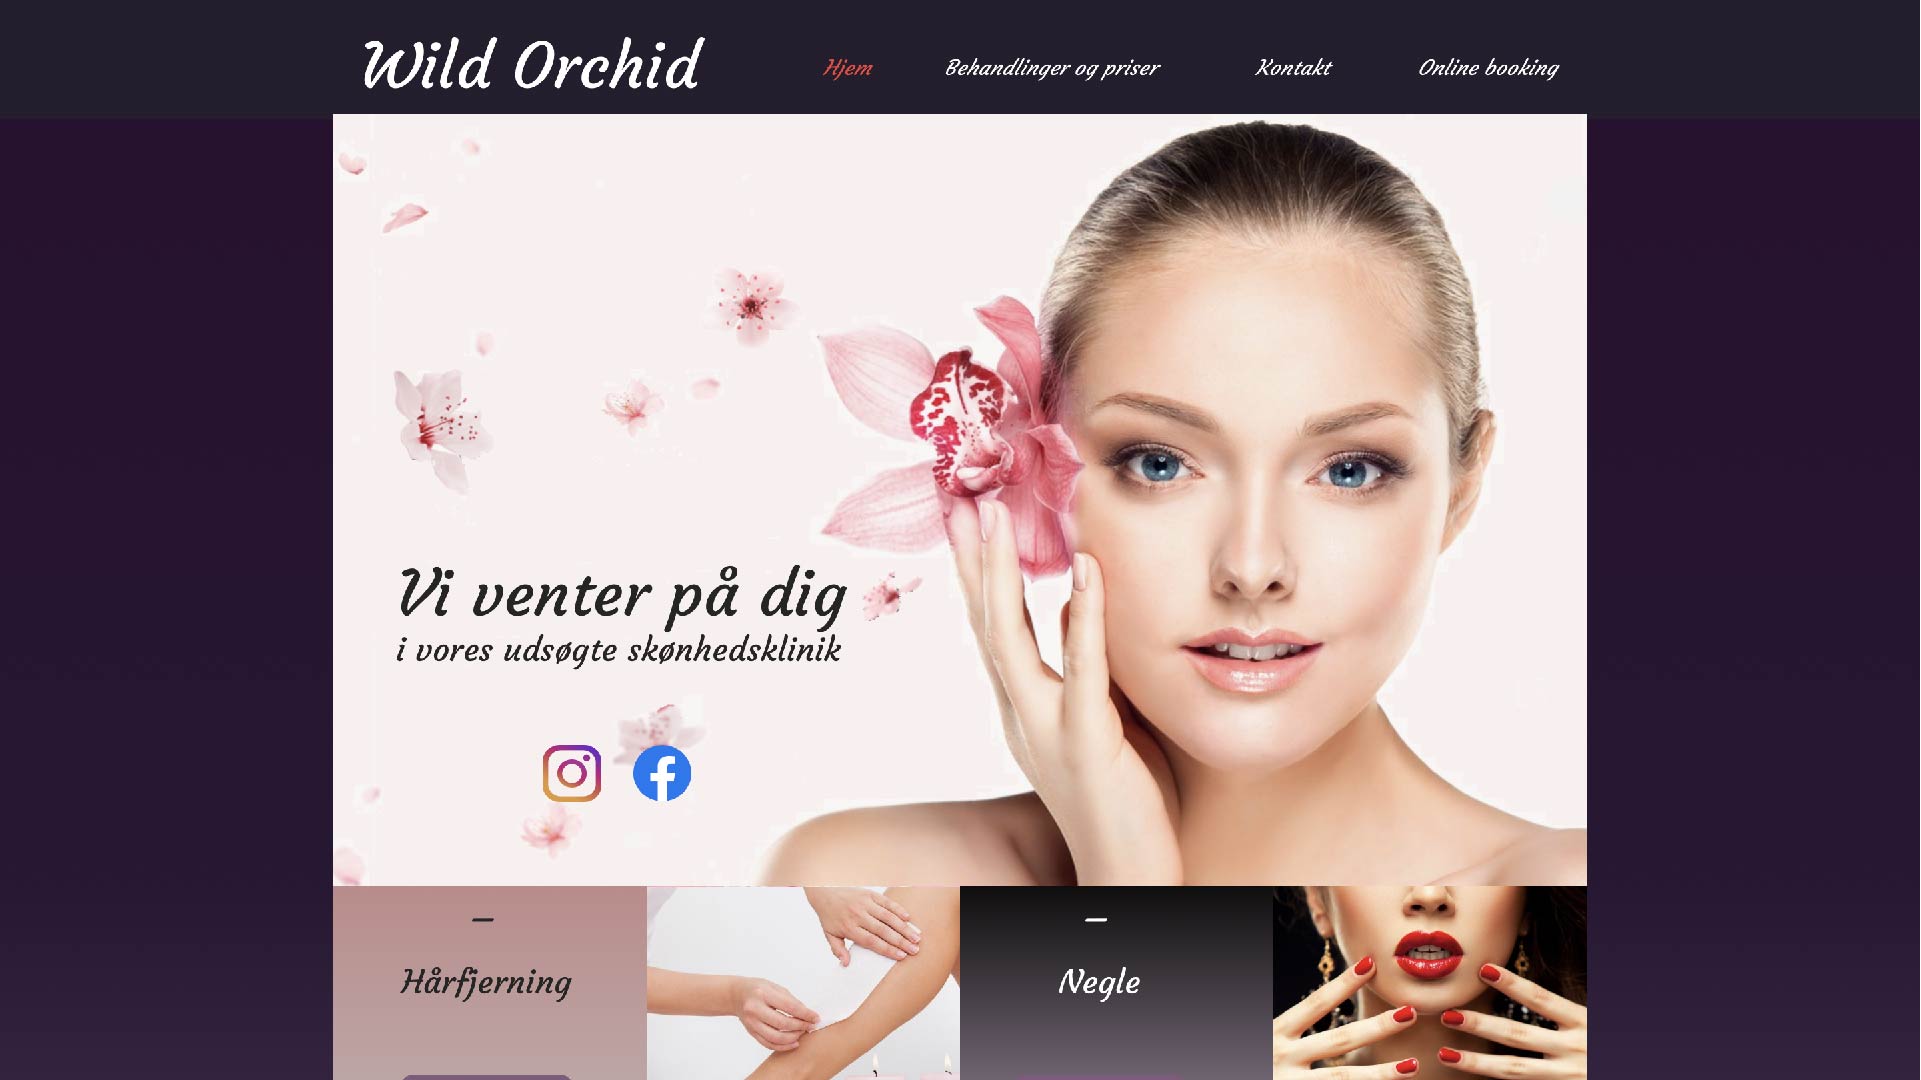 Wild Orchid
Hjem
Behandlinger og priser
Kontakt
Online booking
Vi venter på dig
i vores udsøgte skønhedsklinik
Hårfjerning
Negle